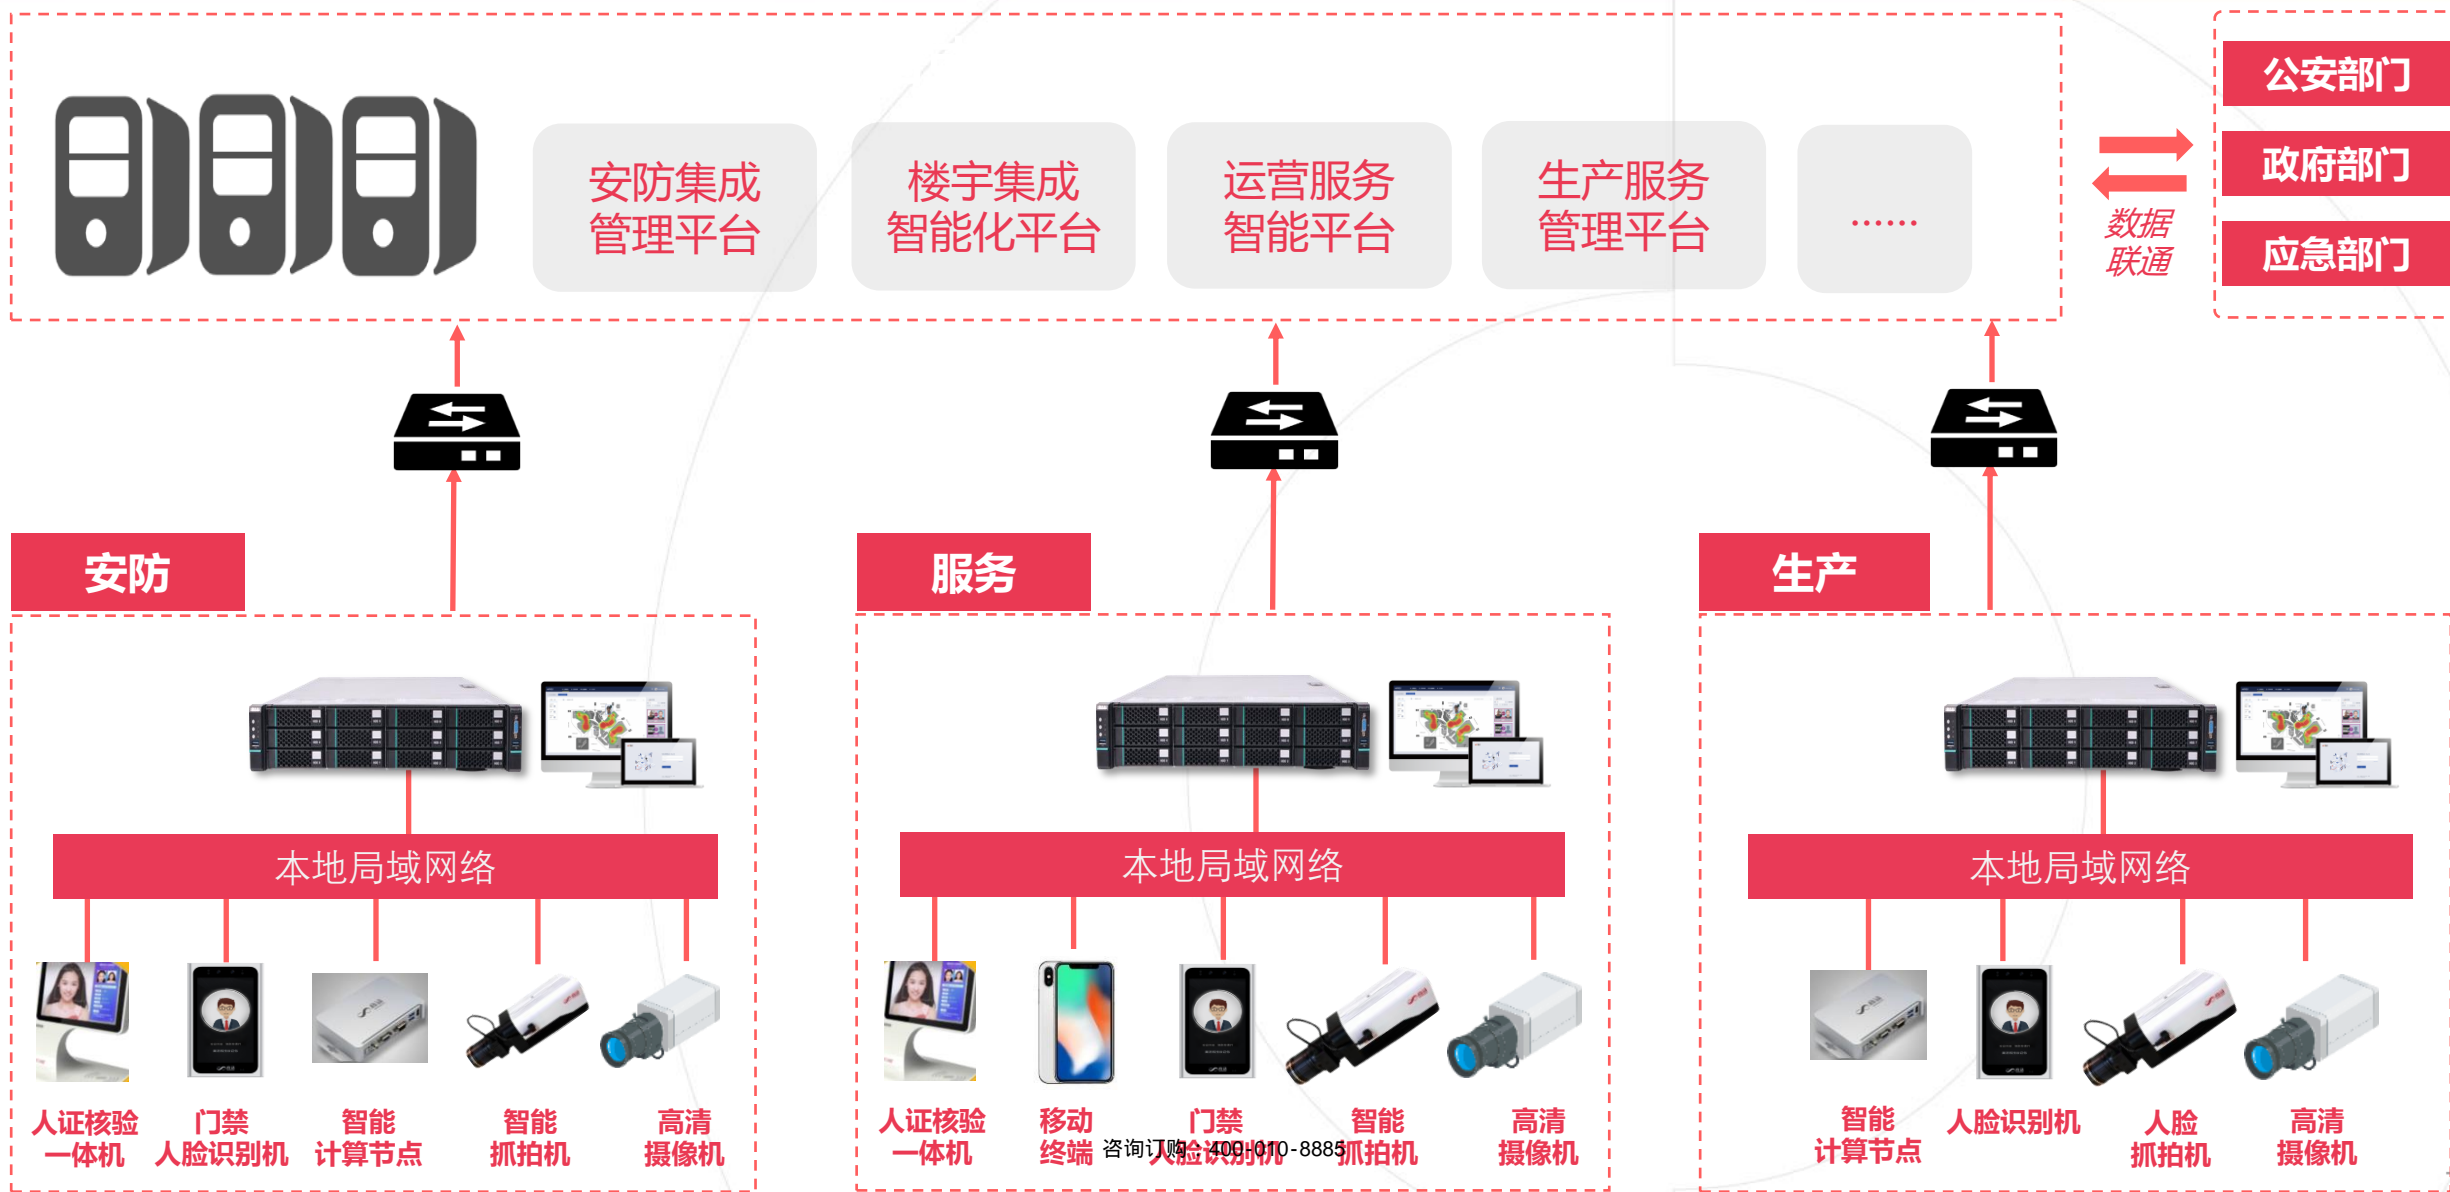 公安部门
政府部门
应急部门
安防集成
管理平台
楼宇集成
智能化平台
运营服务
智能平台
生产服务
管理平台
······
数据
联通
安防
服务
生产
本地局域网络
本地局域网络
本地局域网络
人证核验
一体机
门禁
人脸识别机
智能
计算节点
智能
抓拍机
高清
摄像机
人证核验
一体机
移动
终端
门禁
人脸识别机
智能
抓拍机
高清
摄像机
智能
计算节点
人脸识别机
人脸
抓拍机
高清
摄像机
咨询订购：400-010-8885